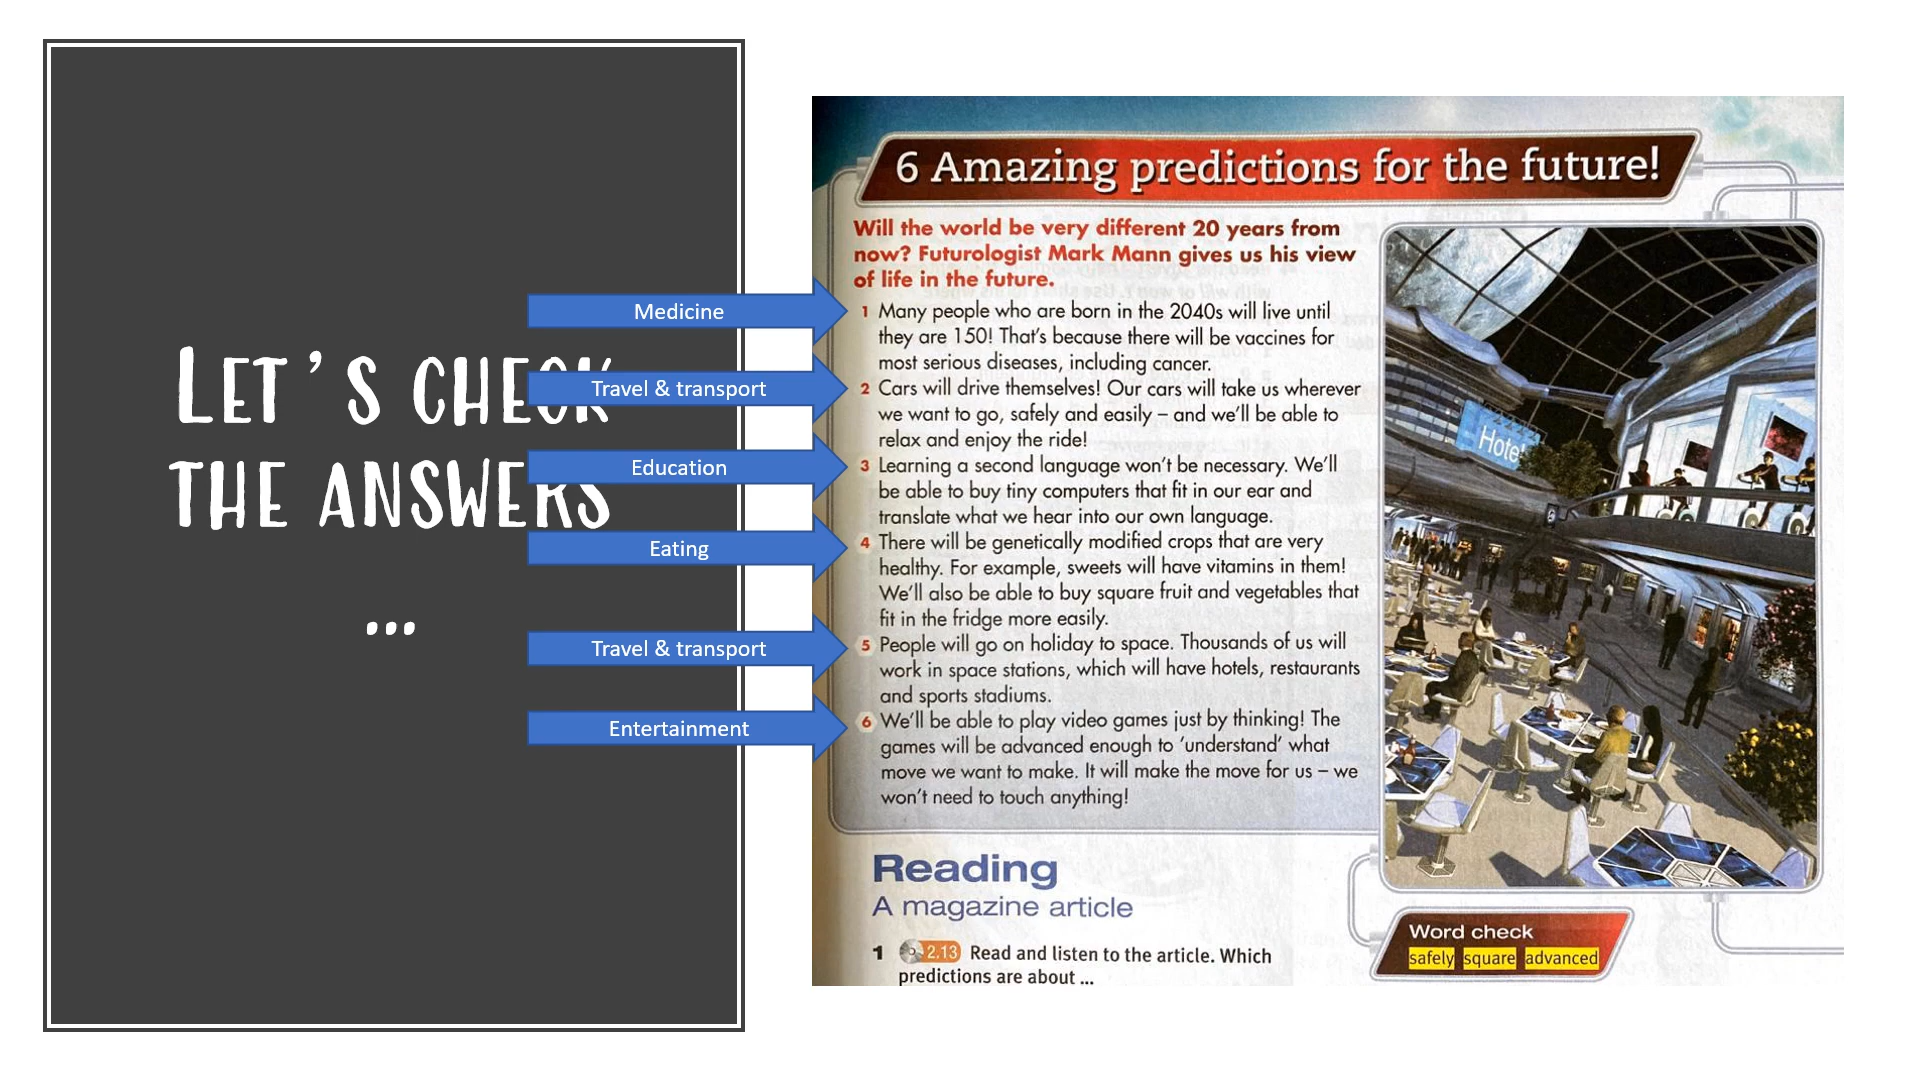 LET'S CHECK
THE ANSWERS
...
Medicine
Travel & transport
Education
Eating
Travel & transport
Entertainment
6 Amazing predictions for the future!
Will the world be very different 20 years from
now? Futurologist Mark Mann gives us his view
of life in the future.
1 Many people who are born in the 2040s will live until
they are 150! That's because there will be vaccines for
most serious diseases, including cancer.
2 Cars will drive themselves! Our cars will take us wherever
we want to go, safely and easily – and we'll be able to
relax and enjoy the ride!
3 Learning a second language won't be necessary. We'll
be able to buy tiny computers that fit in our ear and
translate what we hear into our own language.
4 There will be genetically modified crops that are very
healthy. For example, sweets will have vitamins in them!
We'll also be able to buy square fruit and vegetables that
fit in the fridge more easily.
5 People will go on holiday to space. Thousands of us will
work in space stations, which will have hotels, restaurants
and sports stadiums.
6 We'll be able to play video games just by thinking! The
games will be advanced enough to 'understand' what
move we want to make. It will make the move for us – we
won't need to touch anything!
Hotel
Reading
A magazine article
1 2.13 Read and listen to the article. Which
predictions are about ...
Word check
safely square advanced